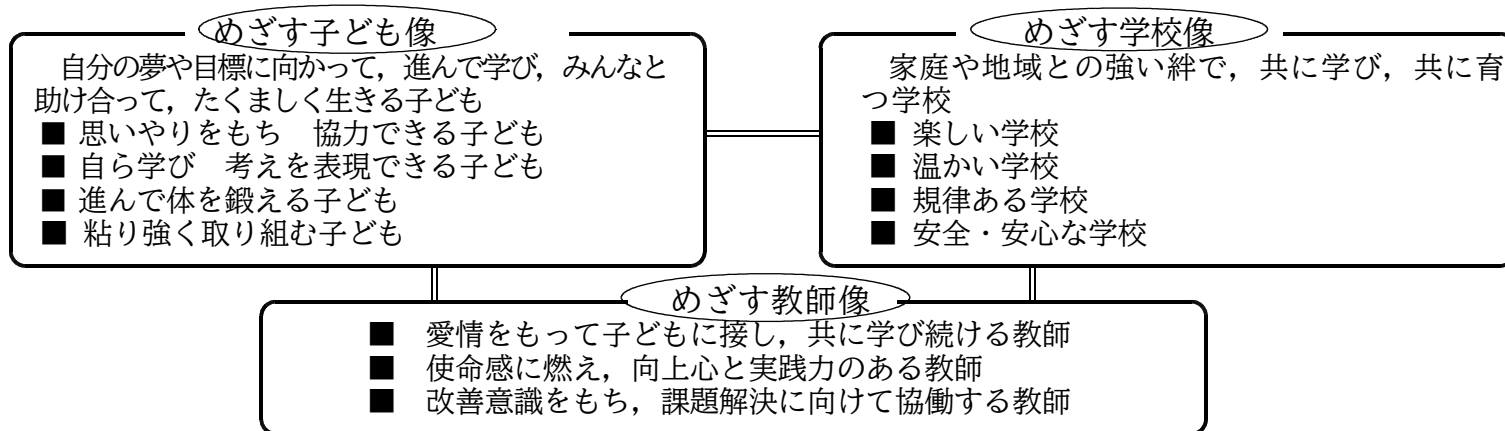 めざす子ども像
自分の夢や目標に向かって，進んで学び，みんなと
助け合って，たくましく生きる子ども
■ 思いやりをもち　協力できる子ども
■ 自ら学び　考えを表現できる子ども
■ 進んで体を鍛える子ども
■ 粘り強く取り組む子ども
めざす学校像
家庭や地域との強い絆で，共に学び，共に育
つ学校
■ 楽しい学校
■ 温かい学校
■ 規律ある学校
■ 安全・安心な学校
めざす教師像
■ 愛情をもって子どもに接し，共に学び続ける教師
■ 使命感に燃え，向上心と実践力のある教師
■ 改善意識をもち，課題解決に向けて協働する教師